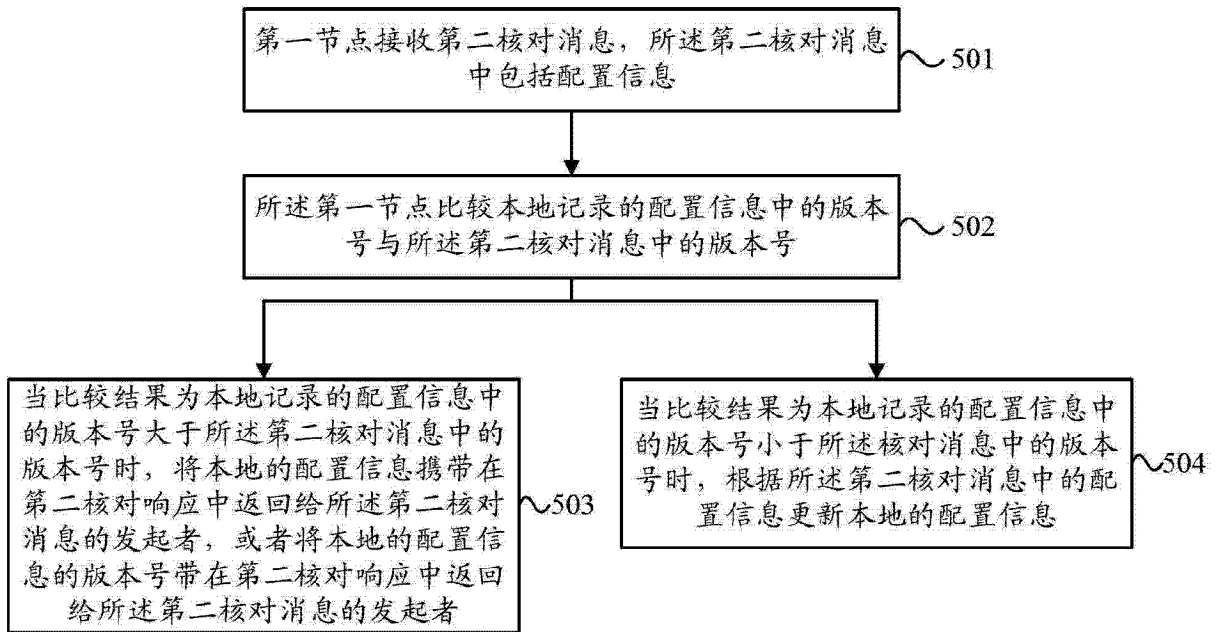 第一节点接收第二核对消息，所述第二核对消息
中包括配置信息
501
所述第一节点比较本地记录的配置信息中的版本
号与所述第二核对消息中的版本号
502
当比较结果为本地记录的配置信息中
的版本号大于所述第二核对消息中的
版本号时，将本地的配置信息携带在
第二核对响应中返回给所述第二核对
消息的发起者，或者将本地的配置信
息的版本号带在第二核对响应中返回
给所述第二核对消息的发起者
503
当比较结果为本地记录的配置信息中
的版本号小于所述核对消息中的版本
号时，根据所述第二核对消息中的配
置信息更新本地的配置信息
504